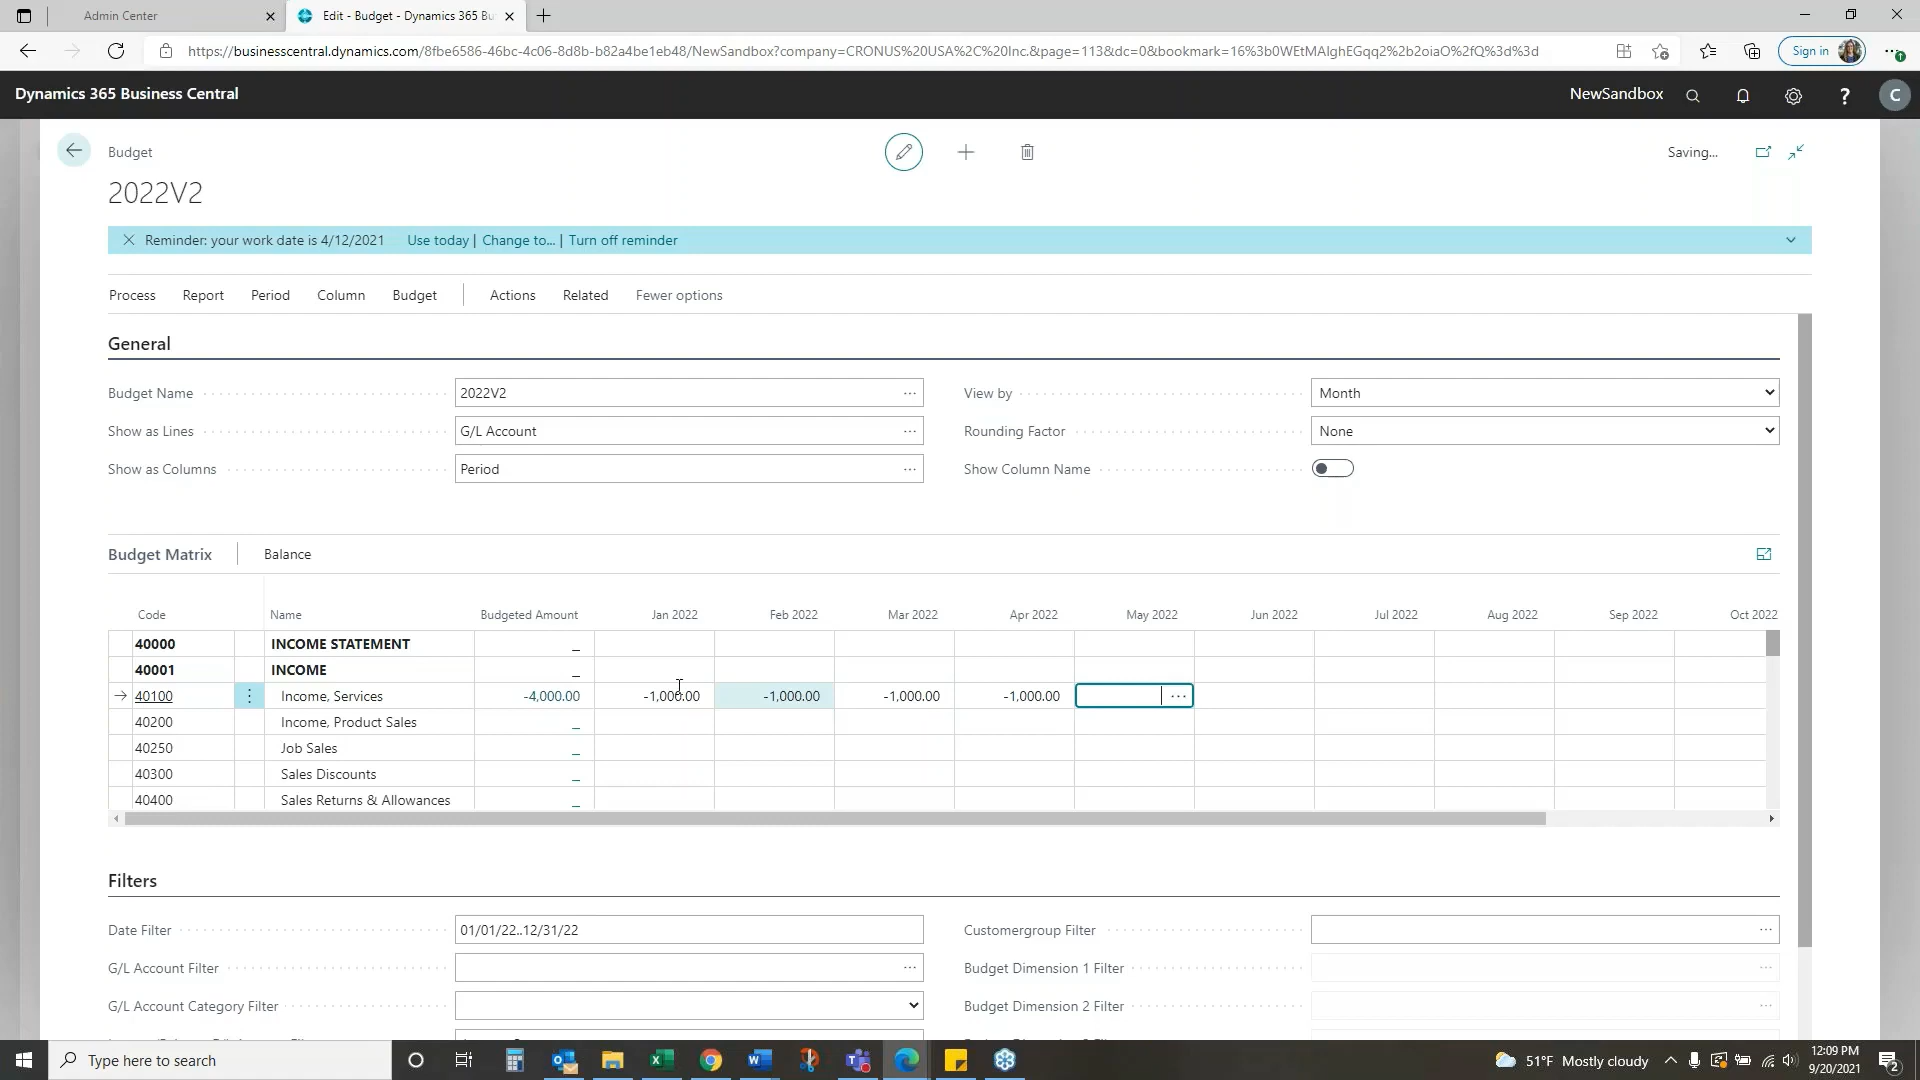 Admin Center
Edit - Budget - Dynamics 365 Bu
https://businesscentral.dynamics.com/8fbe6586-46bc-4c06-8d8b-b82a4be1eb48/NewSandbox?company=CRONUS%20USA%2C%20Inc.&page=113&dc=0&bookmark=16%3b0WEtMAIghEGqq2%2b2oiaO%2fQ%3d%3d
Sign in
Dynamics 365 Business Central
NewSandbox
?
C
Budget
Saving...
2022V2
Reminder: your work date is 4/12/2021 Use today | Change to... | Turn off reminder
Process Report Period Column Budget Actions Related Fewer options
General
Budget Name 2022V2 ... View by Month
Show as Lines G/L Account ... Rounding Factor None
Show as Columns Period ... Show Column Name
Budget Matrix Balance
Code Name Budgeted Amount Jan 2022 Feb 2022 Mar 2022 Apr 2022 May 2022 Jun 2022 Jul 2022 Aug 2022 Sep 2022 Oct 2022
40000 INCOME STATEMENT _
40001 INCOME _
40100 Income, Services -4,000.00 -1,000.00 -1,000.00 -1,000.00 -1,000.00 ...
40200 Income, Product Sales _
40250 Job Sales _
40300 Sales Discounts _
40400 Sales Returns & Allowances _
Filters
Date Filter 01/01/22..12/31/22 Customergroup Filter ...
G/L Account Filter ... Budget Dimension 1 Filter ...
G/L Account Category Filter Budget Dimension 2 Filter ...
Type here to search
51°F Mostly cloudy
12:09 PM
9/20/2021
2